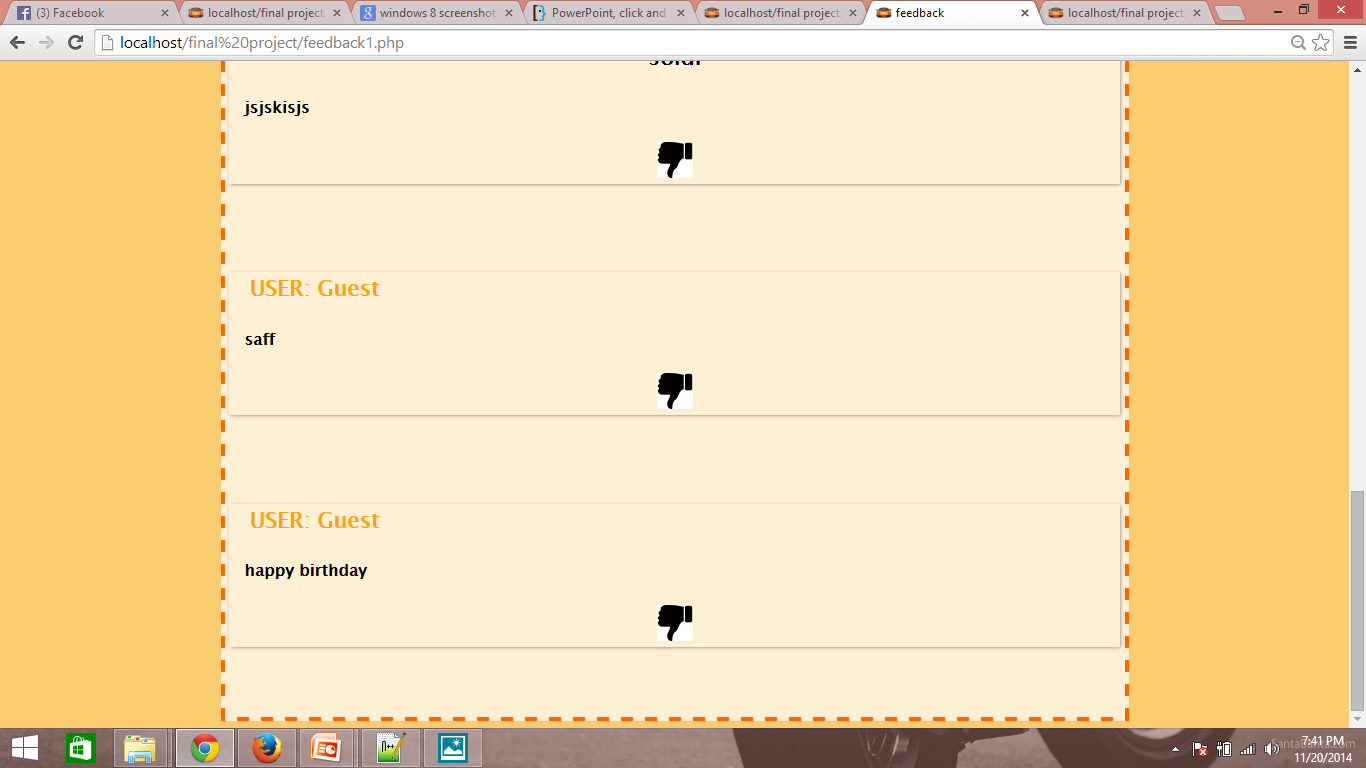 (3) Facebook
localhost/final project
windows 8 screenshot
PowerPoint, click and
localhost/final project
feedback
localhost/final project
localhost/final%20project/feedback1.php
jsjskisjs
USER: Guest
saff
USER: Guest
happy birthday
7:41 PM
11/20/2014